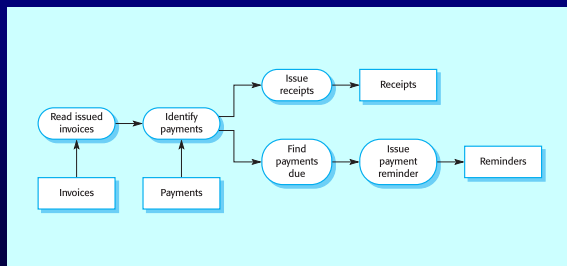 Issue
receipts
Receipts
Read issued
invoices
Identify
payments
Find
payments
due
Issue
payment
reminder
Reminders
Invoices
Payments